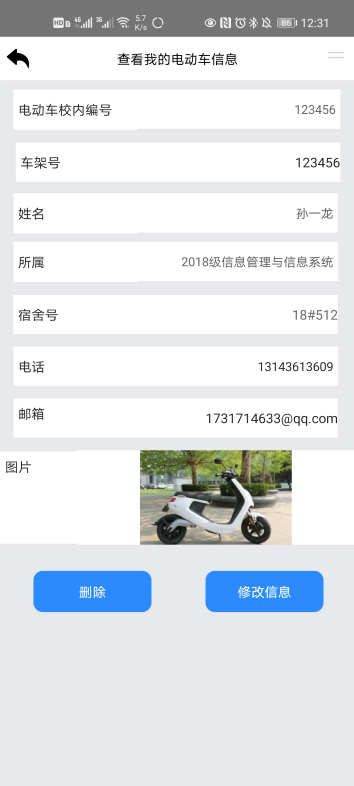 HD 4G 3G 5.7 K/s 86 12:31
查看我的电动车信息
电动车校内编号 123456
车架号 123456
姓名 孙一龙
所属 2018级信息管理与信息系统
宿舍号 18#512
电话 13143613609
邮箱 1731714633@qq.com
图片
删除 修改信息